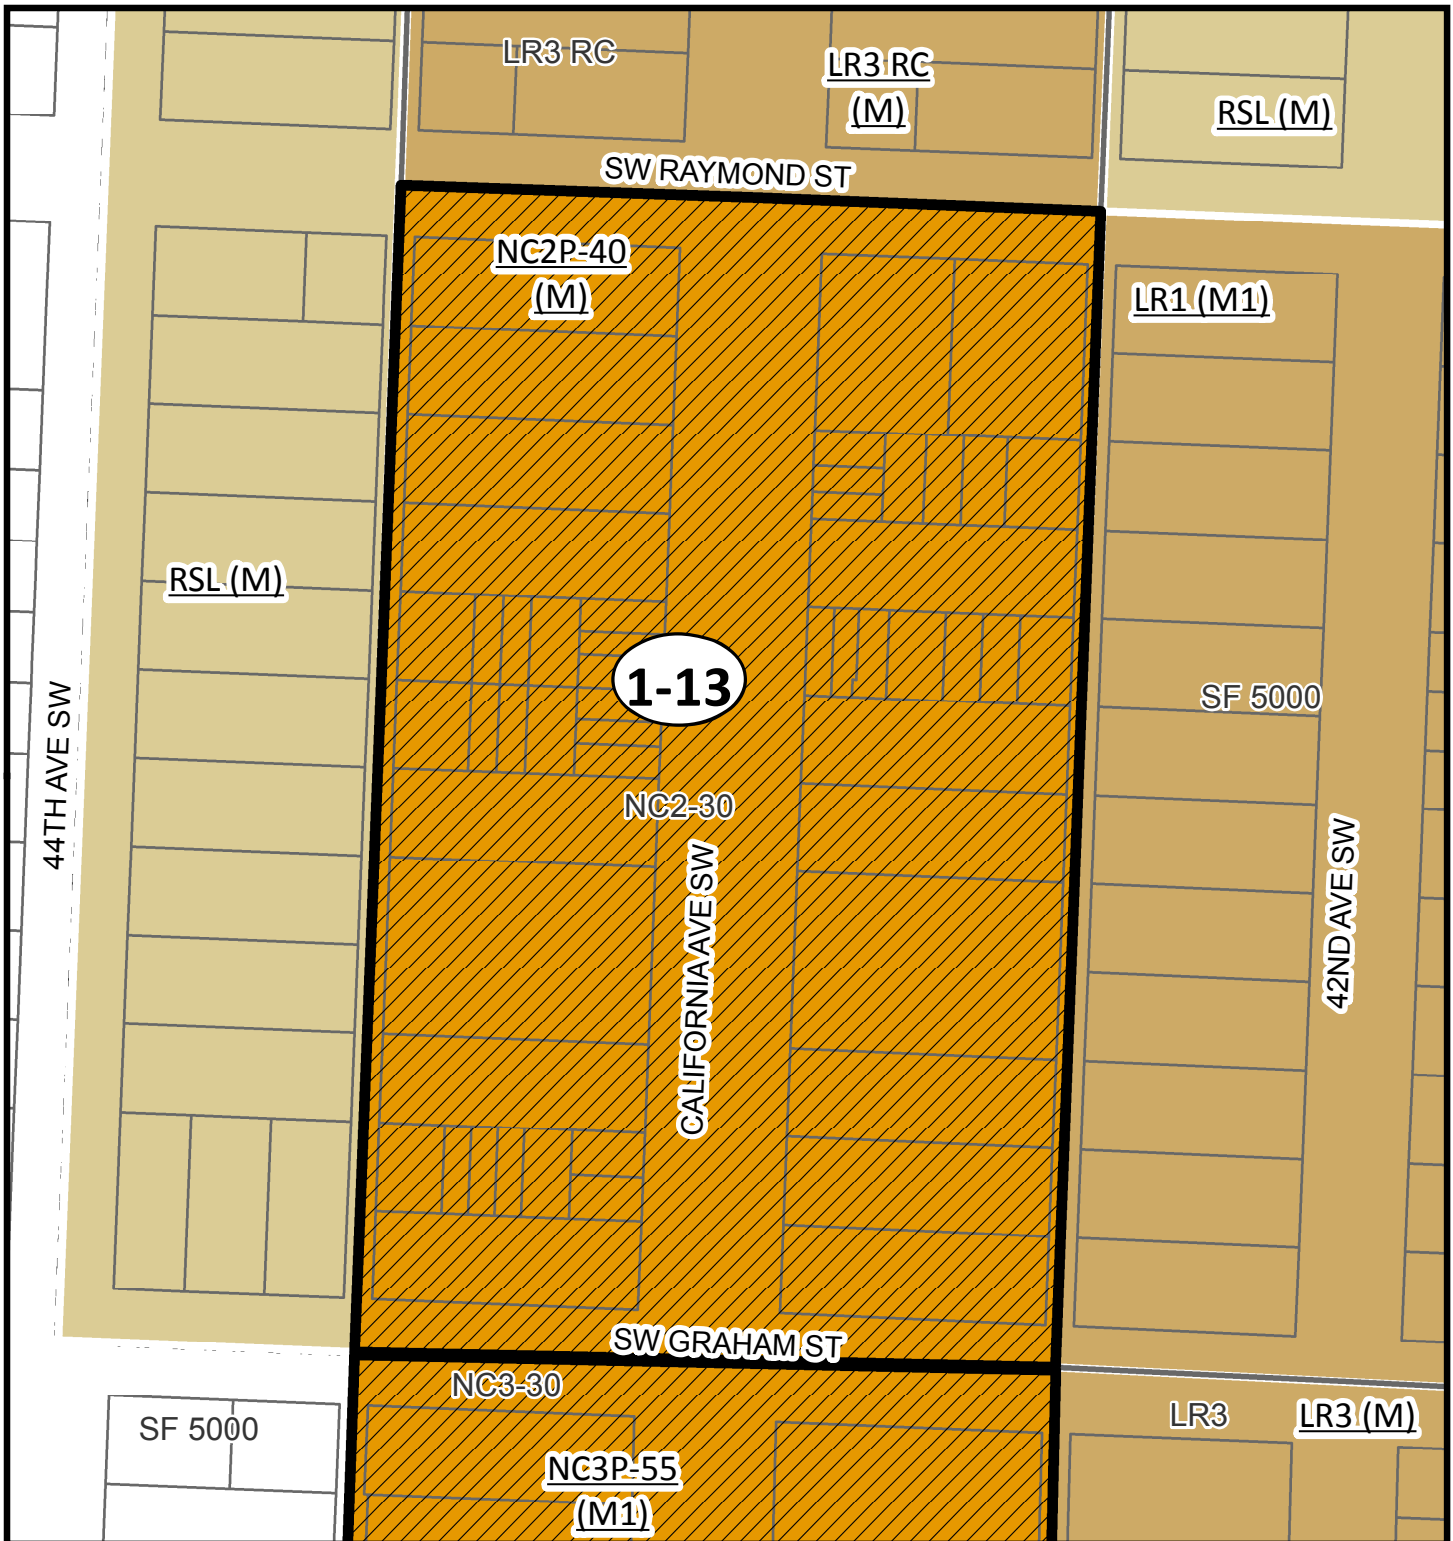 LR3 RC
LR3 RC
(M)
RSL (M)
SW RAYMOND ST
NC2P-40
(M)
LR1 (M1)
RSL (M)
1-13
SF 5000
44TH AVE SW
NC2-30
CALIFORNIA AVE SW
42ND AVE SW
SW GRAHAM ST
NC3-30
SF 5000
LR3
LR3 (M)
NC3P-55
(M1)